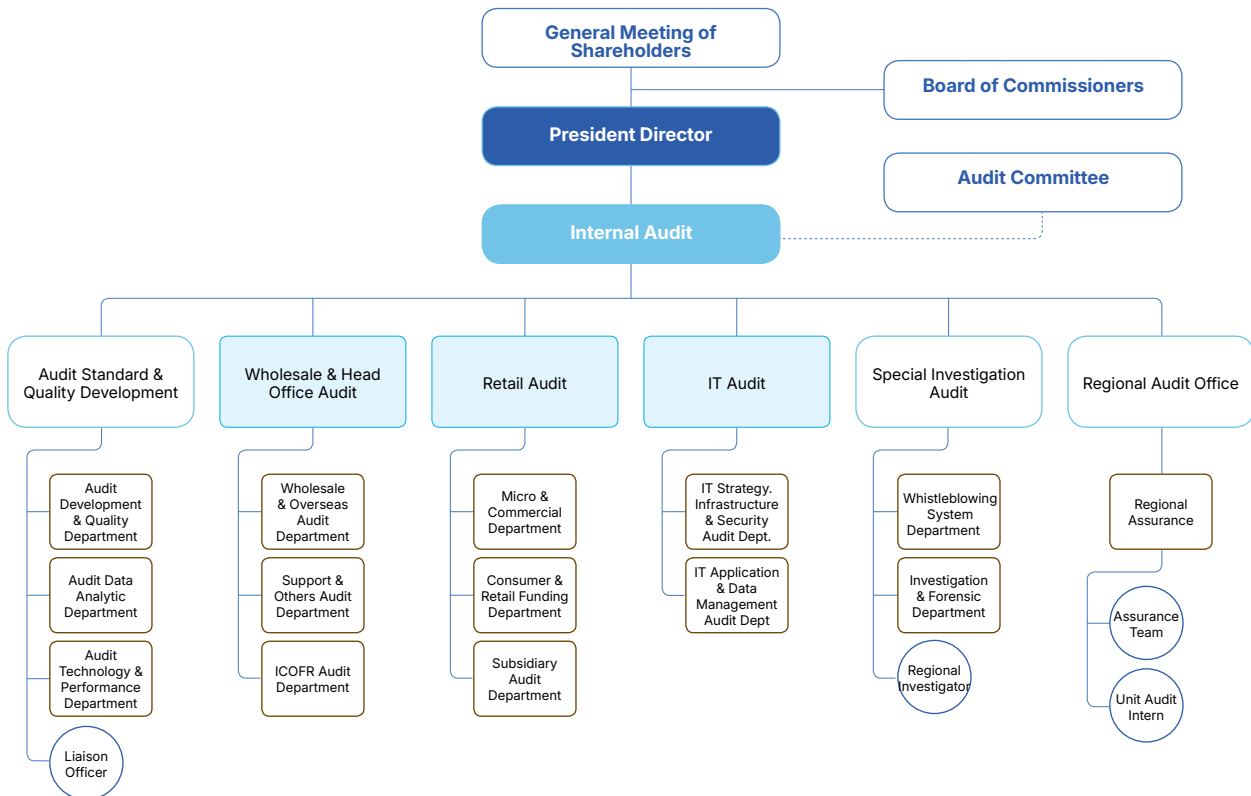 General Meeting of
Shareholders
Board of Commissioners
President Director
Audit Committee
Internal Audit
Audit Standard &
Quality Development
Wholesale & Head
Office Audit
Retail Audit
IT Audit
Special Investigation
Audit
Regional Audit Office
Audit
Development
& Quality
Department
Audit Data
Analytic
Department
Audit
Technology &
Performance
Department
Liaison
Officer
Wholesale
& Overseas
Audit
Department
Support &
Others Audit
Department
ICOFR Audit
Department
Micro &
Commercial
Department
Consumer &
Retail Funding
Department
Subsidiary
Audit
Department
IT Strategy.
Infrastructure
& Security
Audit Dept.
IT Application
& Data
Management
Audit Dept
Whistleblowing
System
Department
Investigation
& Forensic
Department
Regional
Investigator
Regional
Assurance
Assurance
Team
Unit Audit
Intern